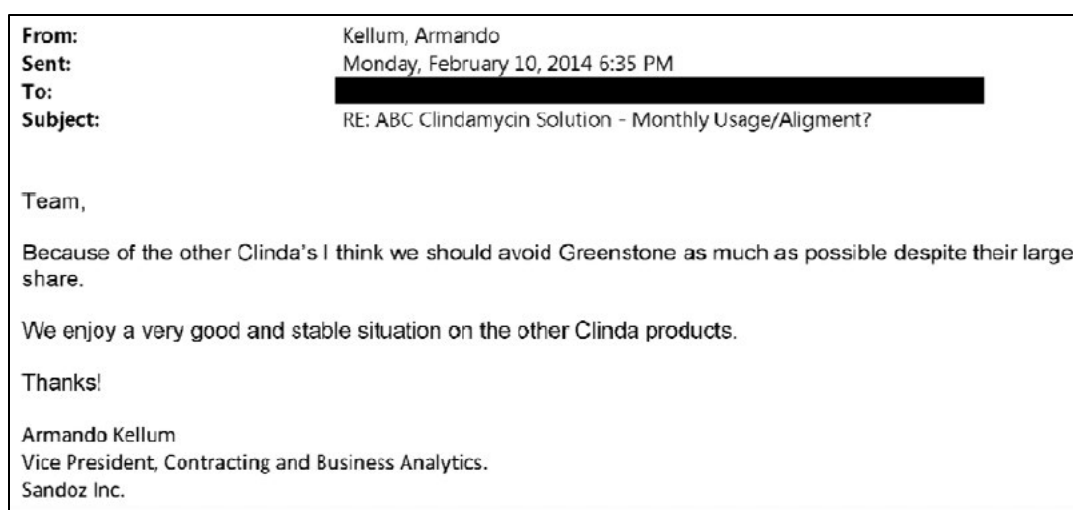 From: Kellum, Armando
Sent: Monday, February 10, 2014 6:35 PM
To:
Subject: RE: ABC Clindamycin Solution - Monthly Usage/Aligment?
Team,
Because of the other Clinda's I think we should avoid Greenstone as much as possible despite their large
share.
We enjoy a very good and stable situation on the other Clinda products.
Thanks!
Armando Kellum
Vice President, Contracting and Business Analytics.
Sandoz Inc.